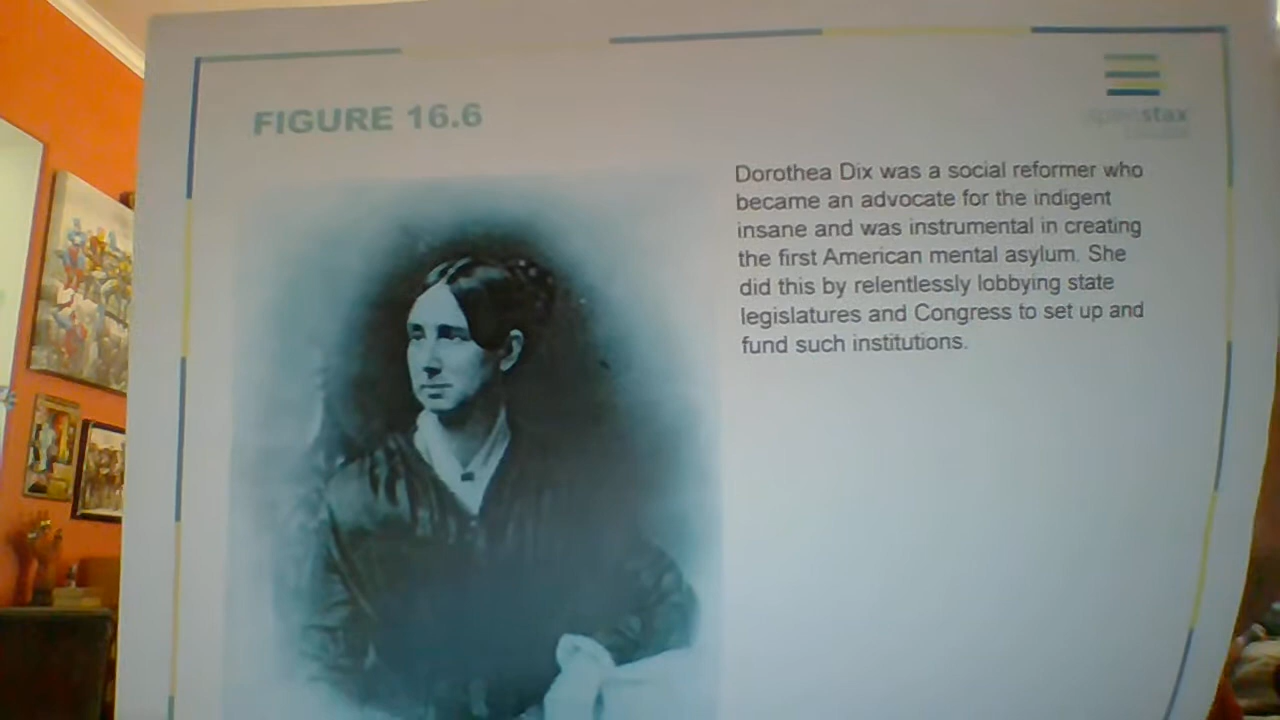 FIGURE 16.6
openstax
Dorothea Dix was a social reformer who
became an advocate for the indigent
insane and was instrumental in creating
the first American mental asylum. She
did this by relentlessly lobbying state
legislatures and Congress to set up and
fund such institutions.